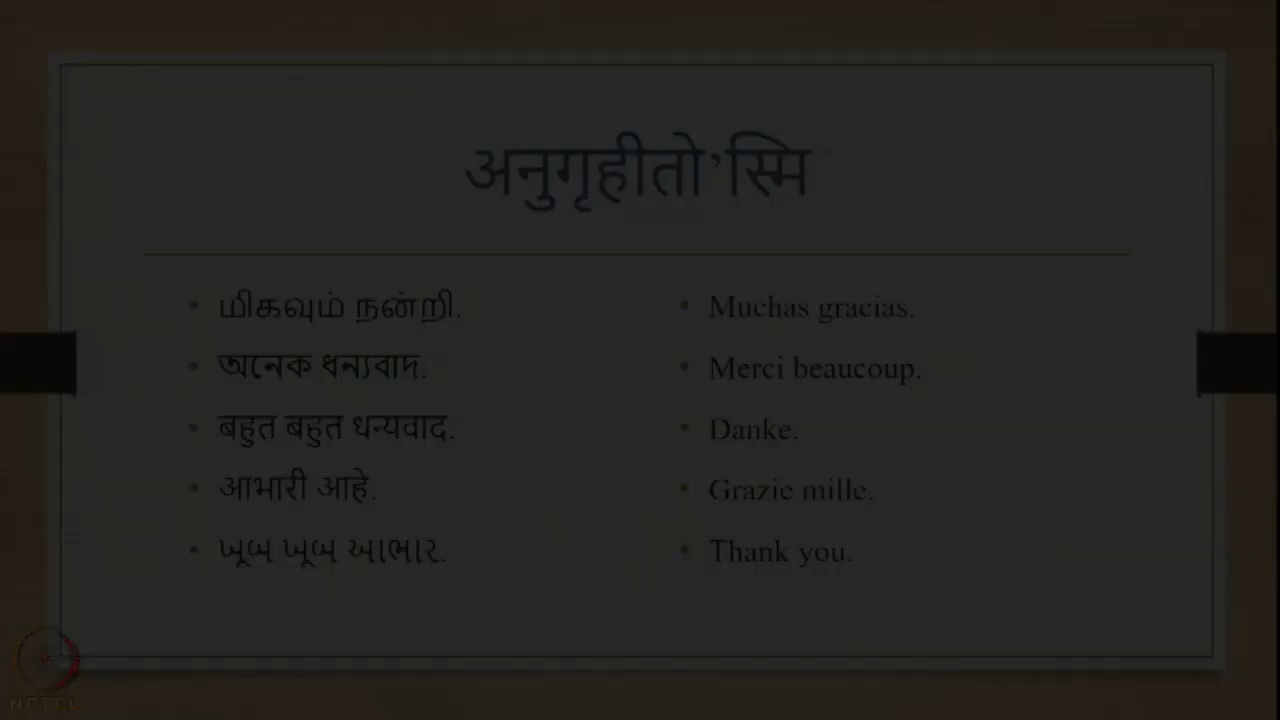 अनुगृहीतो’स्मि
மிகவும் நன்றி.
অনেক ধন্যবাদ.
बहुत बहुत धन्यवाद.
आभारी आहे.
ખૂબ ખૂબ આભાર.
Muchas gracias.
Merci beaucoup.
Danke.
Grazie mille.
Thank you.
NPTEL